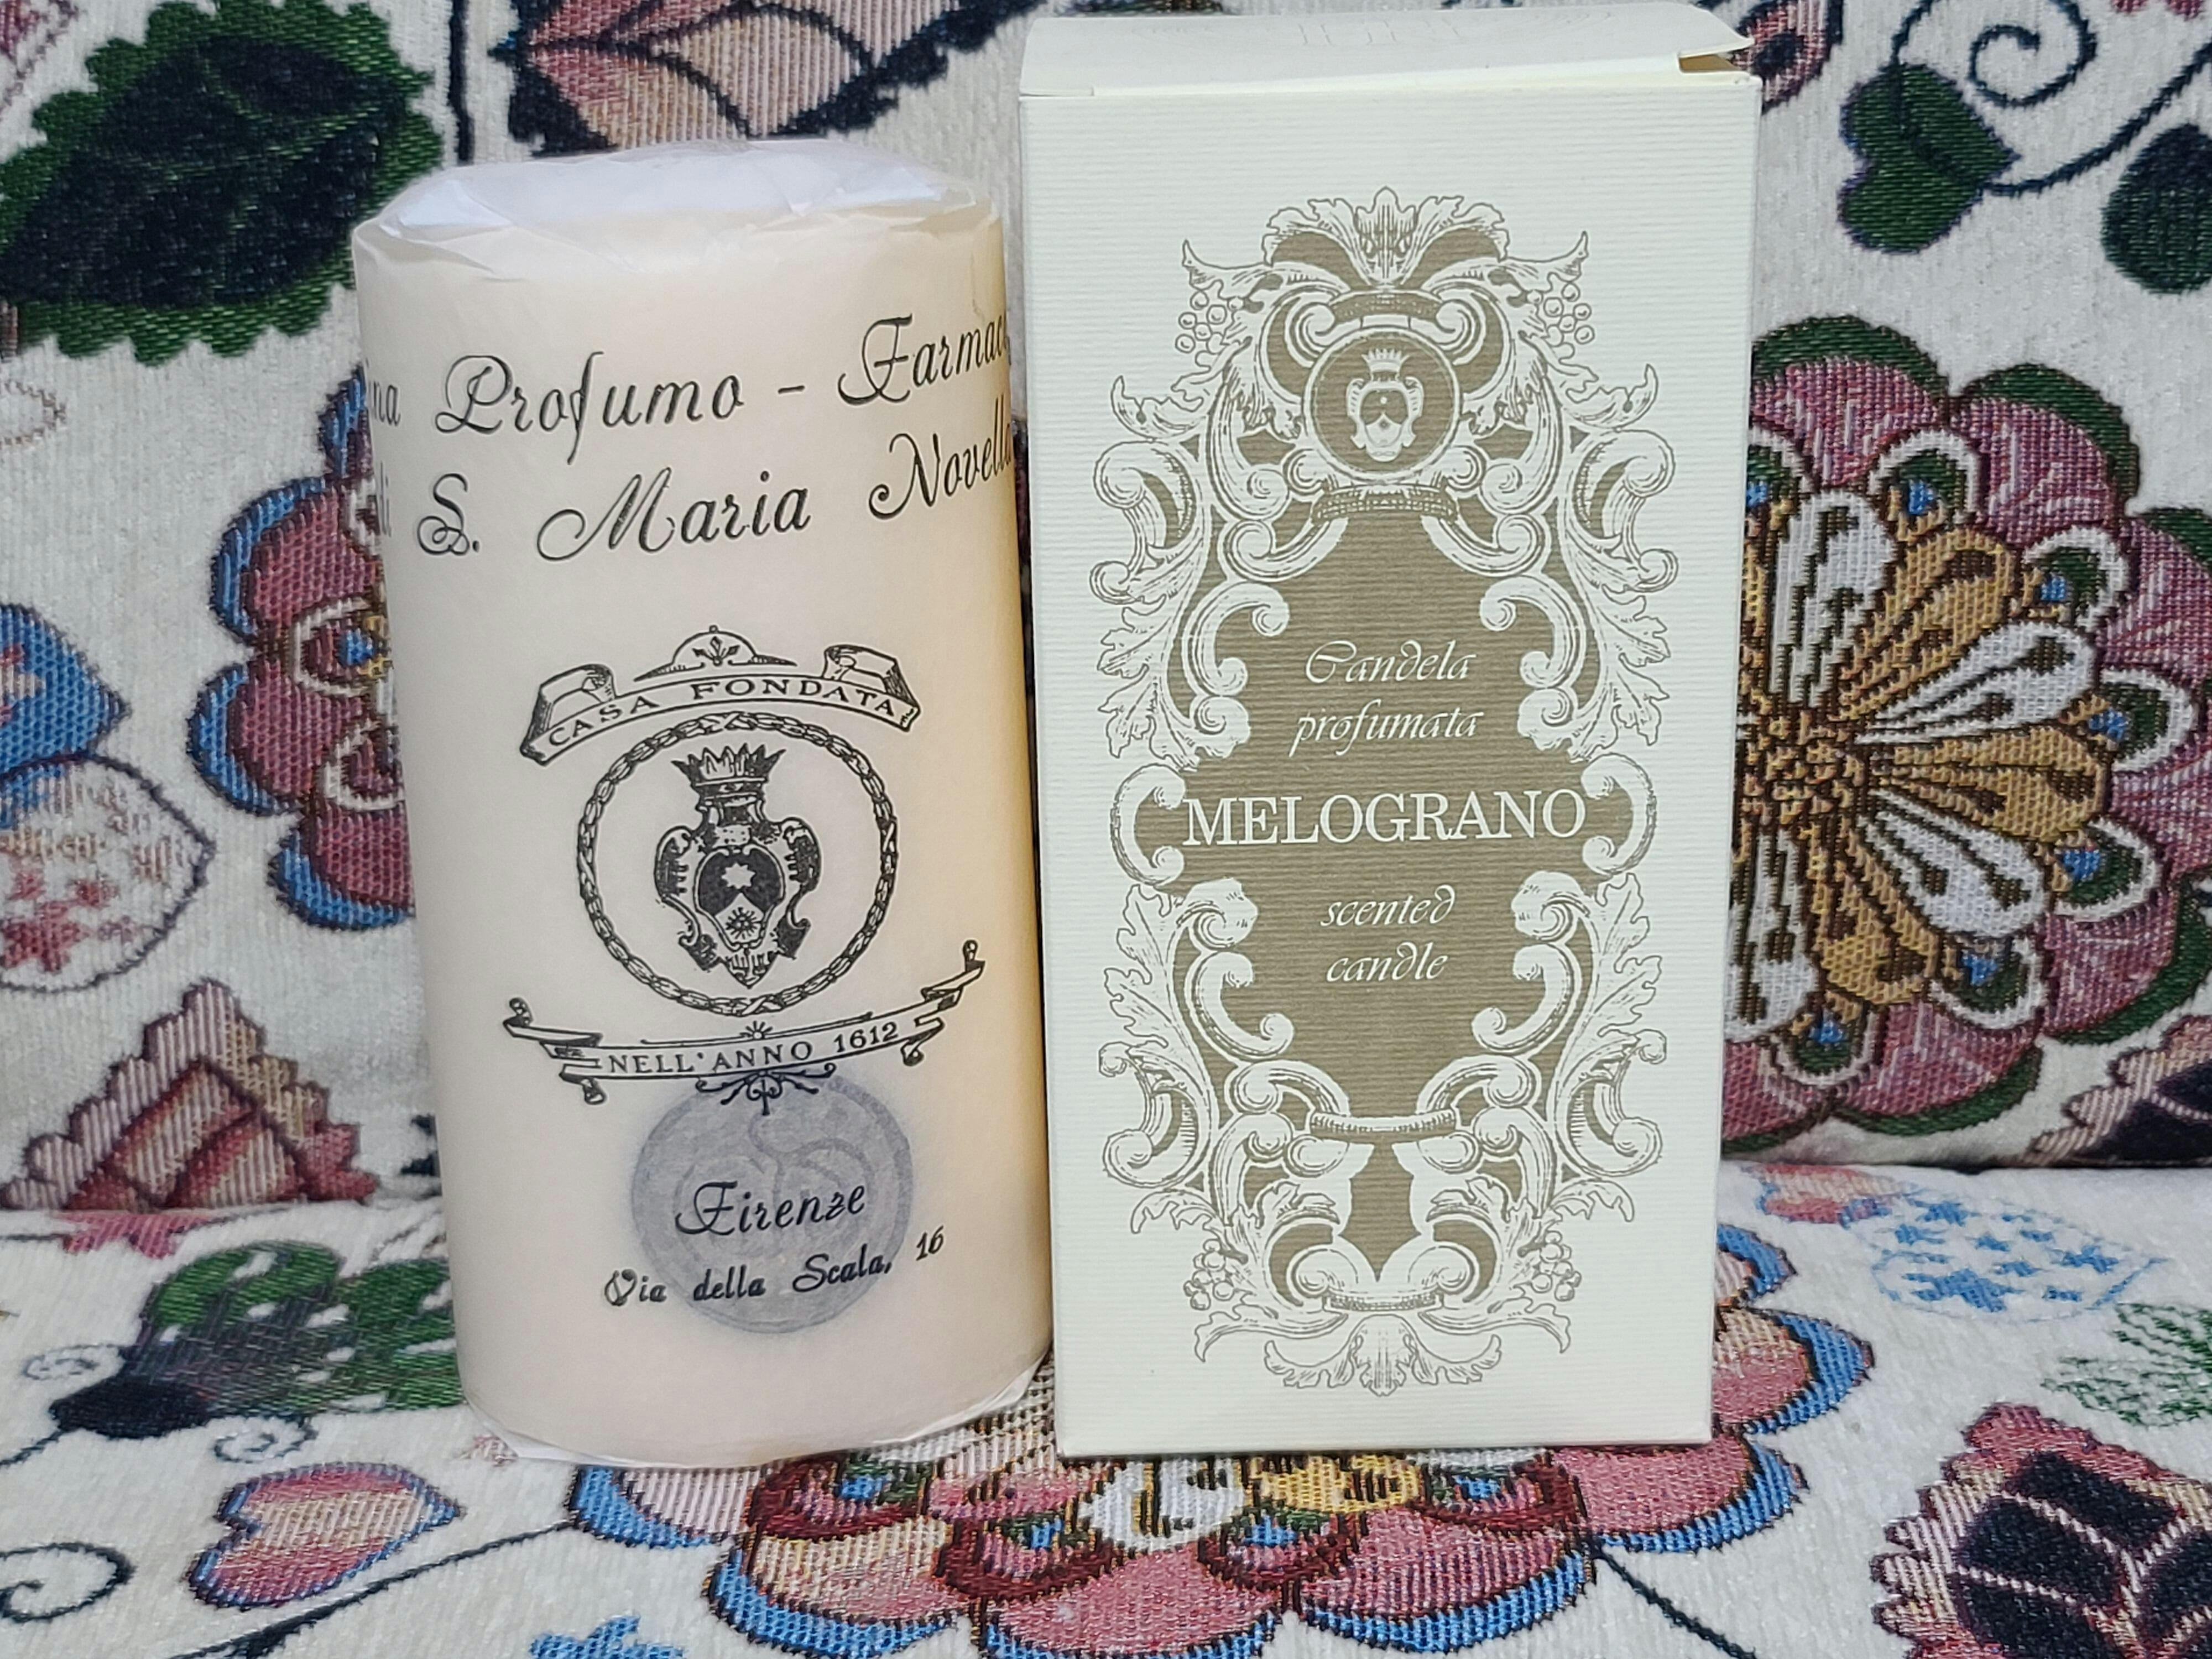 Profumo - Farmac
di S. Maria Novella
CASA FONDATA
NELL'ANNO 1612
Firenze
Via della Scala, 16
Candela
profumata
MELOGRANO
scented
candle